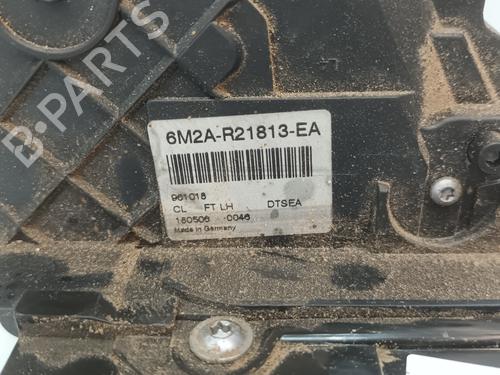 B-PARTS
6M2A-R21813-EA
961018
CL FT LH DTSEA
160506 0046
Made in Germany